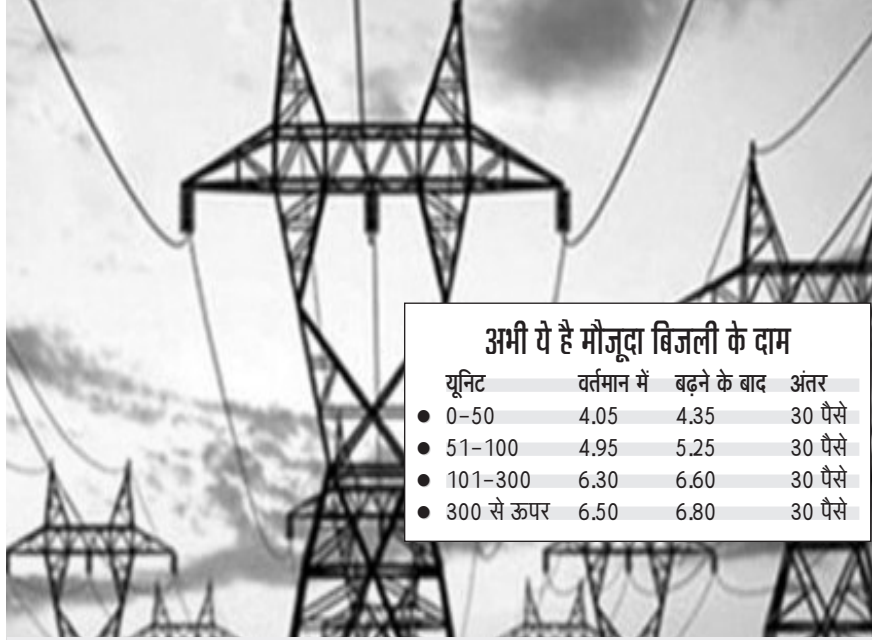 अभी ये है मौजूदा बिजली के दाम
यूनिट वर्तमान में बढ़ने के बाद अंतर
● 0-50 4.05 4.35 30 पैसे
● 51-100 4.95 5.25 30 पैसे
● 101-300 6.30 6.60 30 पैसे
● 300 से ऊपर 6.50 6.80 30 पैसे